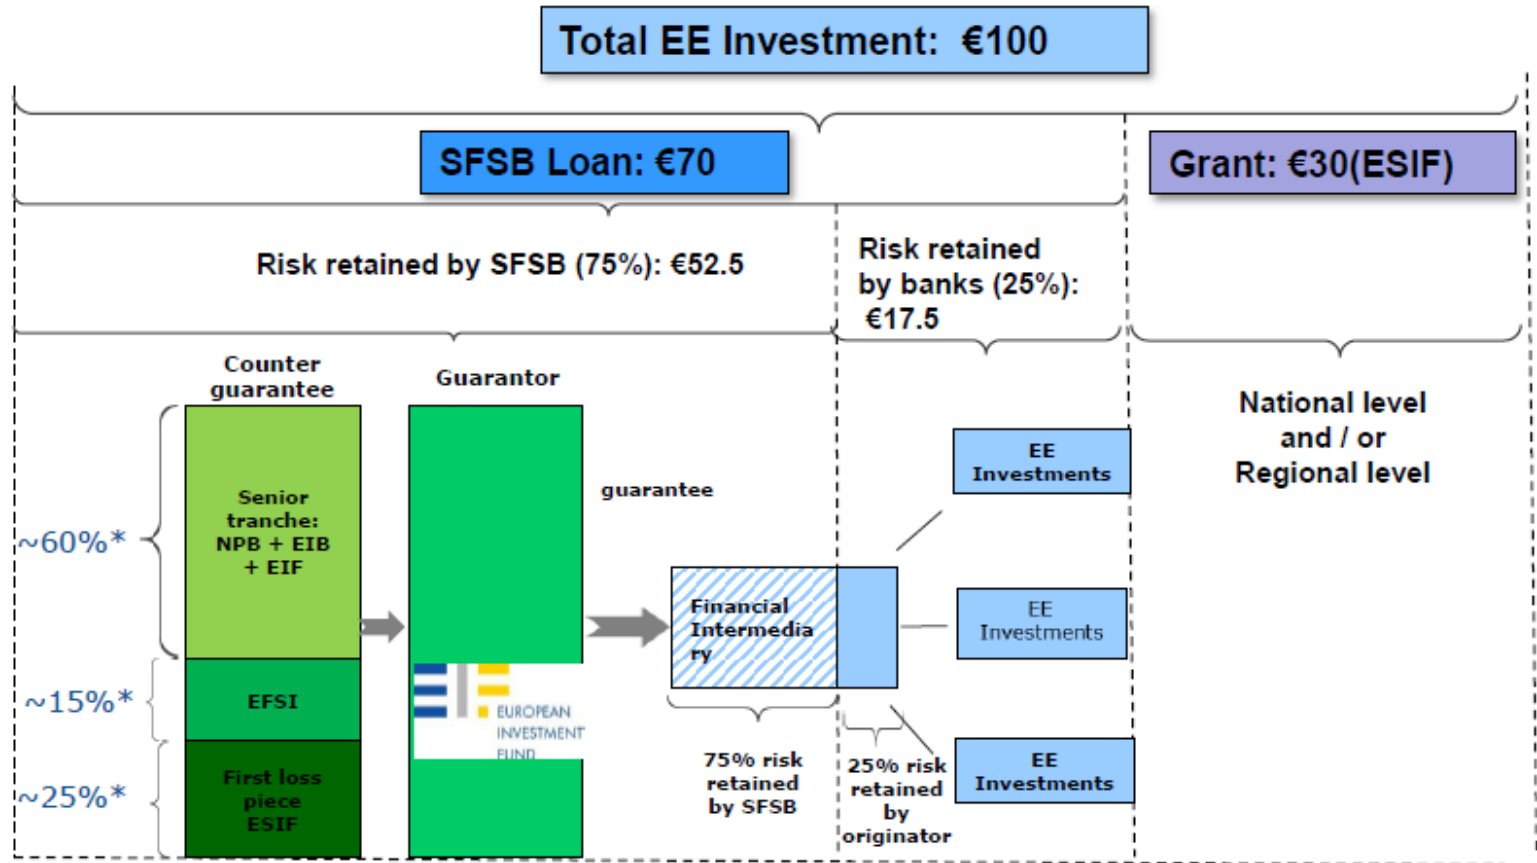 Total EE Investment: €100
SFSB Loan: €70
Grant: €30(ESIF)
Risk retained by SFSB (75%): €52.5
Risk retained
by banks (25%):
€17.5
Counter
guarantee
Guarantor
National level
and / or
Regional level
Senior
tranche:
NPB + EIB
+ EIF
~60%*
guarantee
EE
Investments
Financial
Intermedia
ry
EE
Investments
EFSI
~15%*
EUROPEAN
INVESTMENT
FUND
First loss
piece
ESIF
~25%*
75% risk
retained
by SFSB
25% risk
retained
by
originator
EE
Investments